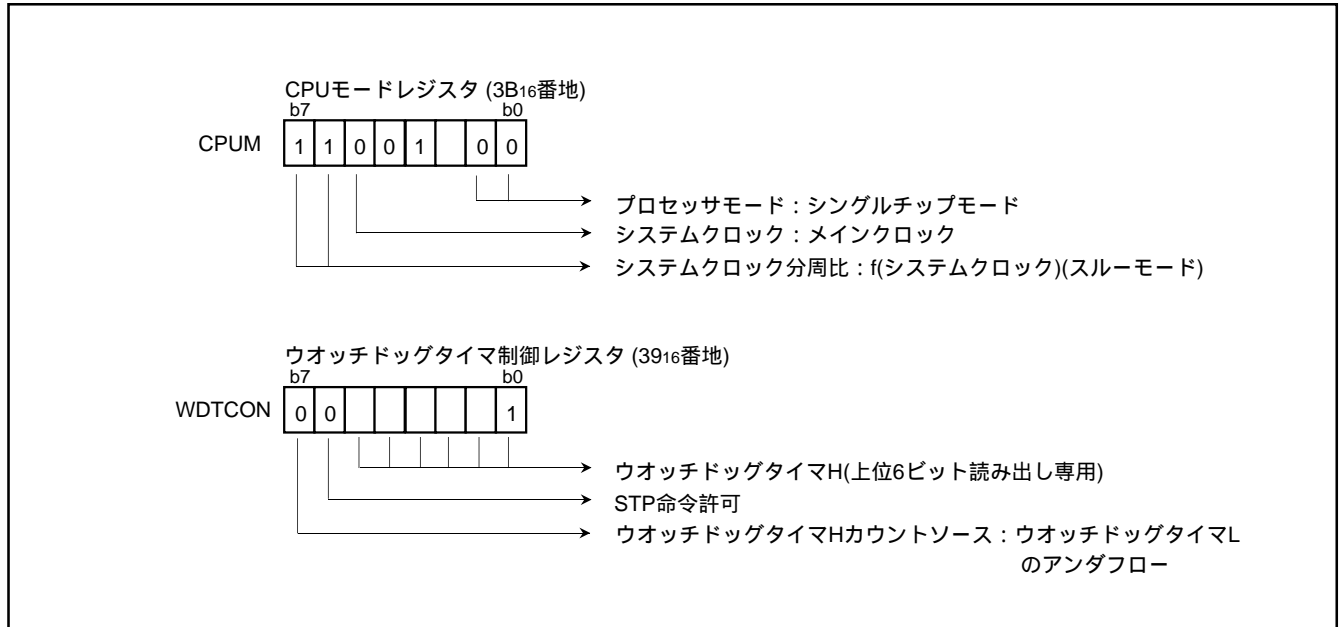 CPUモードレジスタ (3B16番地)
b7 b0
CPUM 1 1 0 0 1 0 0
プロセッサモード：シングルチップモード
システムクロック：メインクロック
システムクロック分周比：f(システムクロック)(スルーモード)
ウオッチドッグタイマ制御レジスタ (3916番地)
b7 b0
WDTCON 0 0 1
ウオッチドッグタイマH(上位6ビット読み出し専用)
STP命令許可
ウオッチドッグタイマHカウントソース：ウオッチドッグタイマL
のアンダフロー